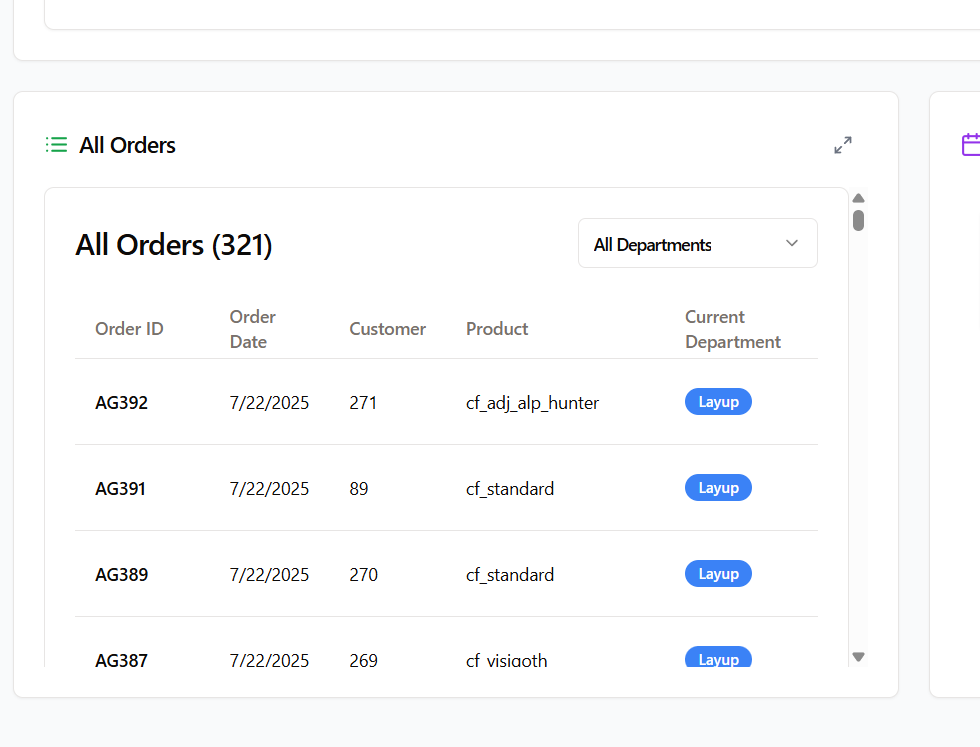 All Orders
All Orders (321)
All Departments
Order ID Order Date Customer Product Current Department
AG392 7/22/2025 271 cf_adj_alp_hunter Layup
AG391 7/22/2025 89 cf_standard Layup
AG389 7/22/2025 270 cf_standard Layup
AG387 7/22/2025 269 cf_visigoth Layup